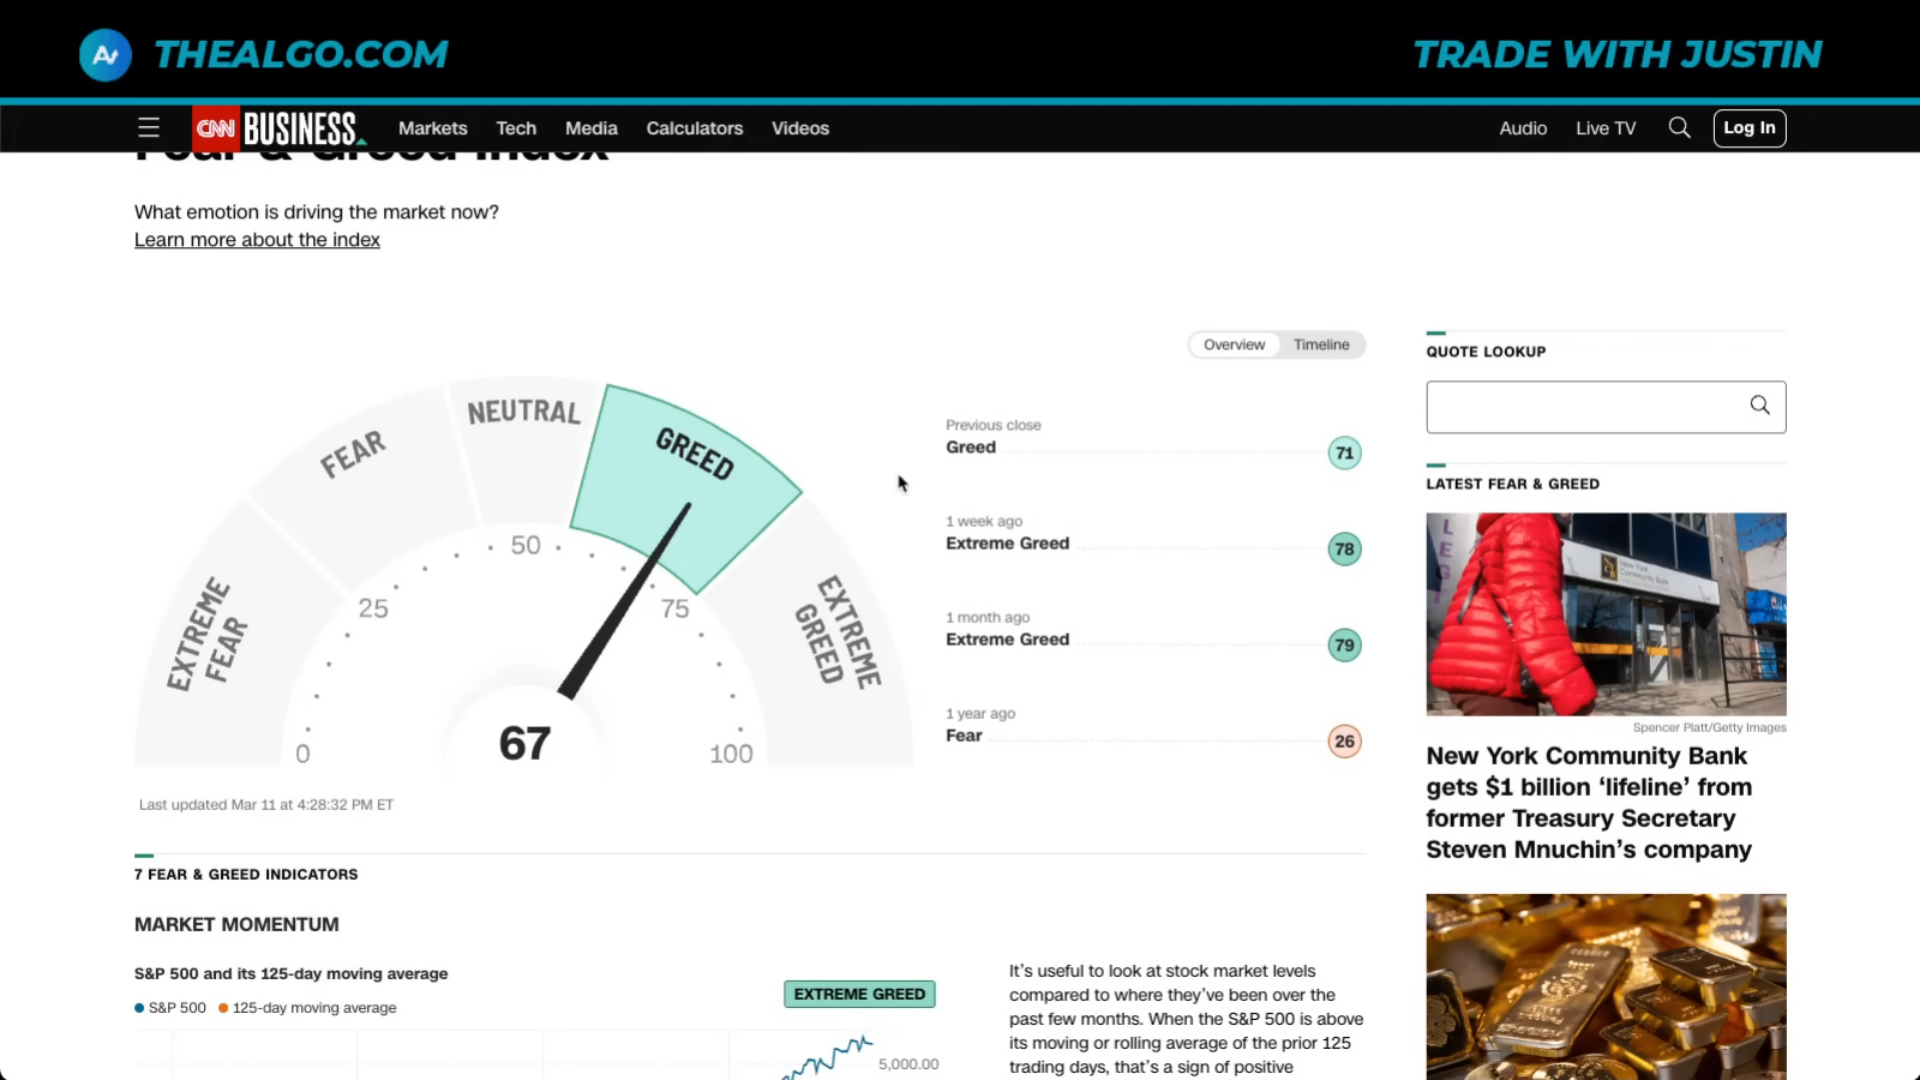 THEALGO.COM
TRADE WITH JUSTIN
CNN BUSINESS
Markets
Tech
Media
Calculators
Videos
Audio
Live TV
Log In
Fear & Greed Index
What emotion is driving the market now?
Learn more about the index
Overview
Timeline
EXTREME
FEAR
FEAR
NEUTRAL
GREED
EXTREME
GREED
0
25
50
75
100
67
Last updated Mar 11 at 4:28:32 PM ET
Previous close
Greed
71
1 week ago
Extreme Greed
78
1 month ago
Extreme Greed
79
1 year ago
Fear
26
QUOTE LOOKUP
LATEST FEAR & GREED
New York
Community Bank
Spencer Platt/Getty Images
New York Community Bank
gets $1 billion ‘lifeline’ from
former Treasury Secretary
Steven Mnuchin’s company
7 FEAR & GREED INDICATORS
MARKET MOMENTUM
S&P 500 and its 125-day moving average
S&P 500
125-day moving average
EXTREME GREED
5,000.00
It’s useful to look at stock market levels
compared to where they’ve been over the
past few months. When the S&P 500 is above
its moving or rolling average of the prior 125
trading days, that’s a sign of positive